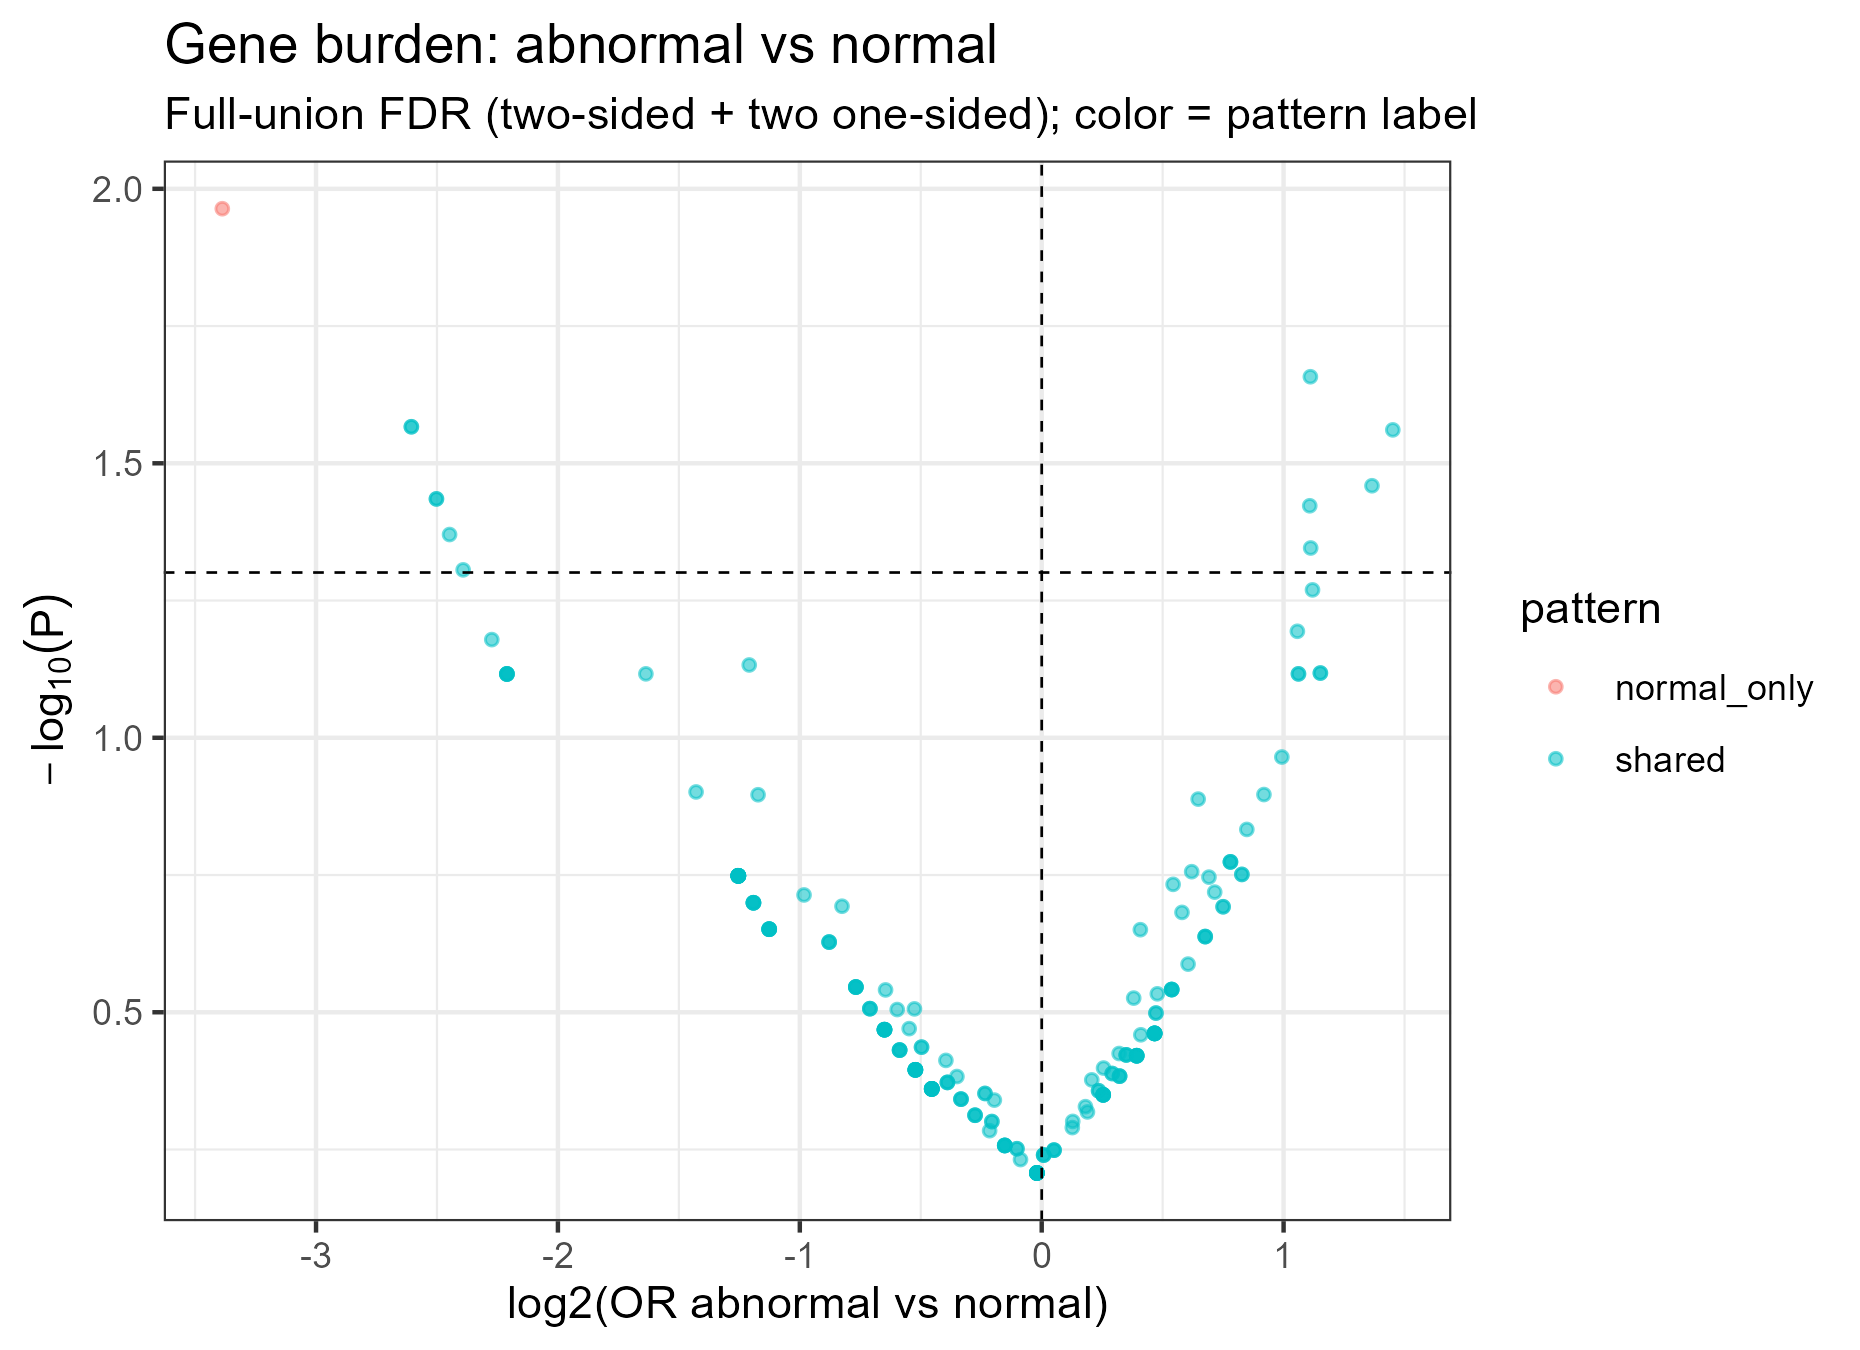 Gene burden: abnormal vs normal
Full-union FDR (two-sided + two one-sided); color = pattern label
2.0
1.5
1.0
0.5
− log10(P)
-3 -2 -1 0 1
log2(OR abnormal vs normal)
pattern
normal_only
shared